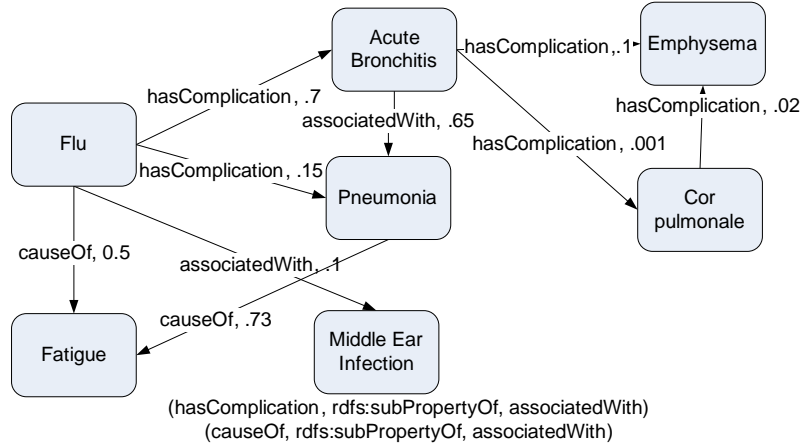 Acute
Bronchitis
hasComplication,.1
Emphysema
hasComplication, .7
hasComplication, .02
associatedWith, .65
Flu
hasComplication, .001
hasComplication, .15
Pneumonia
Cor
pulmonale
causeOf, 0.5
associatedWith, .1
causeOf, .73
Fatigue
Middle Ear
Infection
(hasComplication, rdfs:subPropertyOf, associatedWith)
(causeOf, rdfs:subPropertyOf, associatedWith)